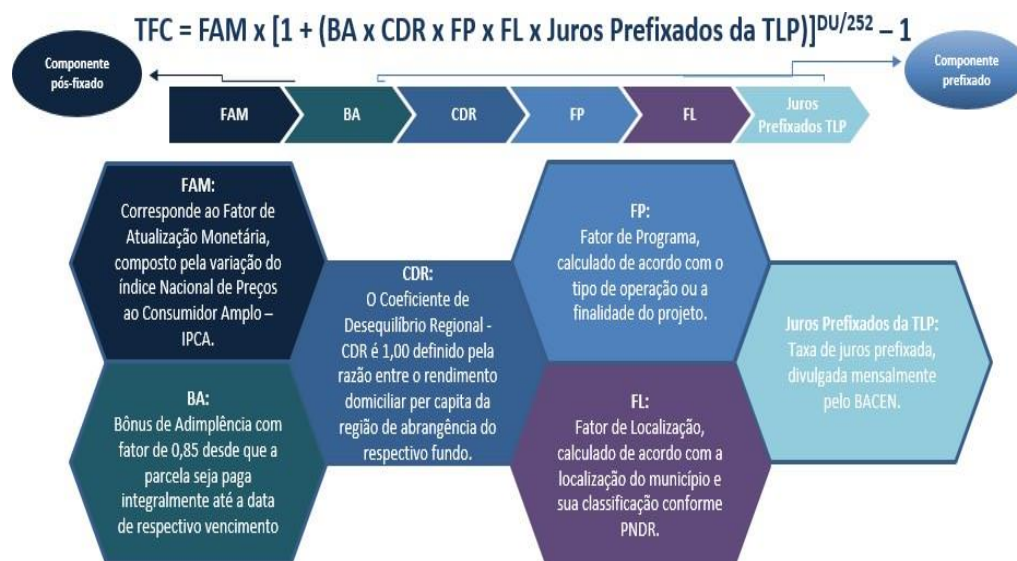 TFC = FAM x [1 + (BA x CDR x FP x FL x Juros Prefixados da TLP)]^DU/252 – 1
Componente
pós-fixado
Componente
prefixado
FAM
BA
CDR
FP
FL
Juros
Prefixados TLP
FAM:
Corresponde ao Fator de
Atualização Monetária,
composto pela variação do
índice Nacional de Preços
ao Consumidor Amplo –
IPCA.
BA:
Bônus de Adimplência com
fator de 0,85 desde que a
parcela seja paga
integralmente até a data
de respectivo vencimento
CDR:
O Coeficiente de
Desequilíbrio Regional -
CDR é 1,00 definido pela
razão entre o rendimento
domiciliar per capita da
região de abrangência do
respectivo fundo.
FP:
Fator de Programa,
calculado de acordo com o
tipo de operação ou a
finalidade do projeto.
FL:
Fator de Localização,
calculado de acordo com a
localização do município e
sua classificação conforme
PNDR.
Juros Prefixados da TLP:
Taxa de juros prefixada,
divulgada mensalmente
pelo BACEN.